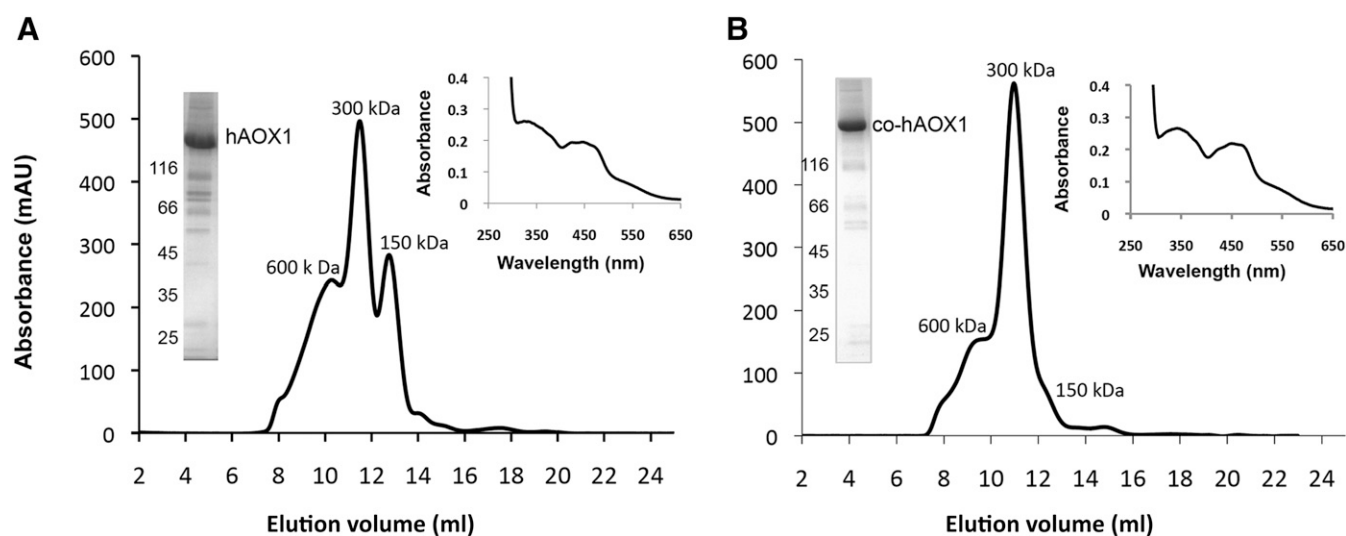 A
600
500
400
300
200
100
0
Absorbance (mAU)
2 4 6 8 10 12 14 16 18 20 22 24
Elution volume (ml)
hAOX1
116
66
45
35
25
600 k Da
300 kDa
150 kDa
0.4
0.3
0.2
0.1
0
Absorbance
250 350 450 550 650
Wavelength (nm)
B
600
500
400
300
200
100
0
2 4 6 8 10 12 14 16 18 20 22 24
Elution volume (ml)
co-hAOX1
116
66
45
35
25
600 kDa
300 kDa
150 kDa
0.4
0.3
0.2
0.1
0
Absorbance
250 350 450 550 650
Wavelength (nm)